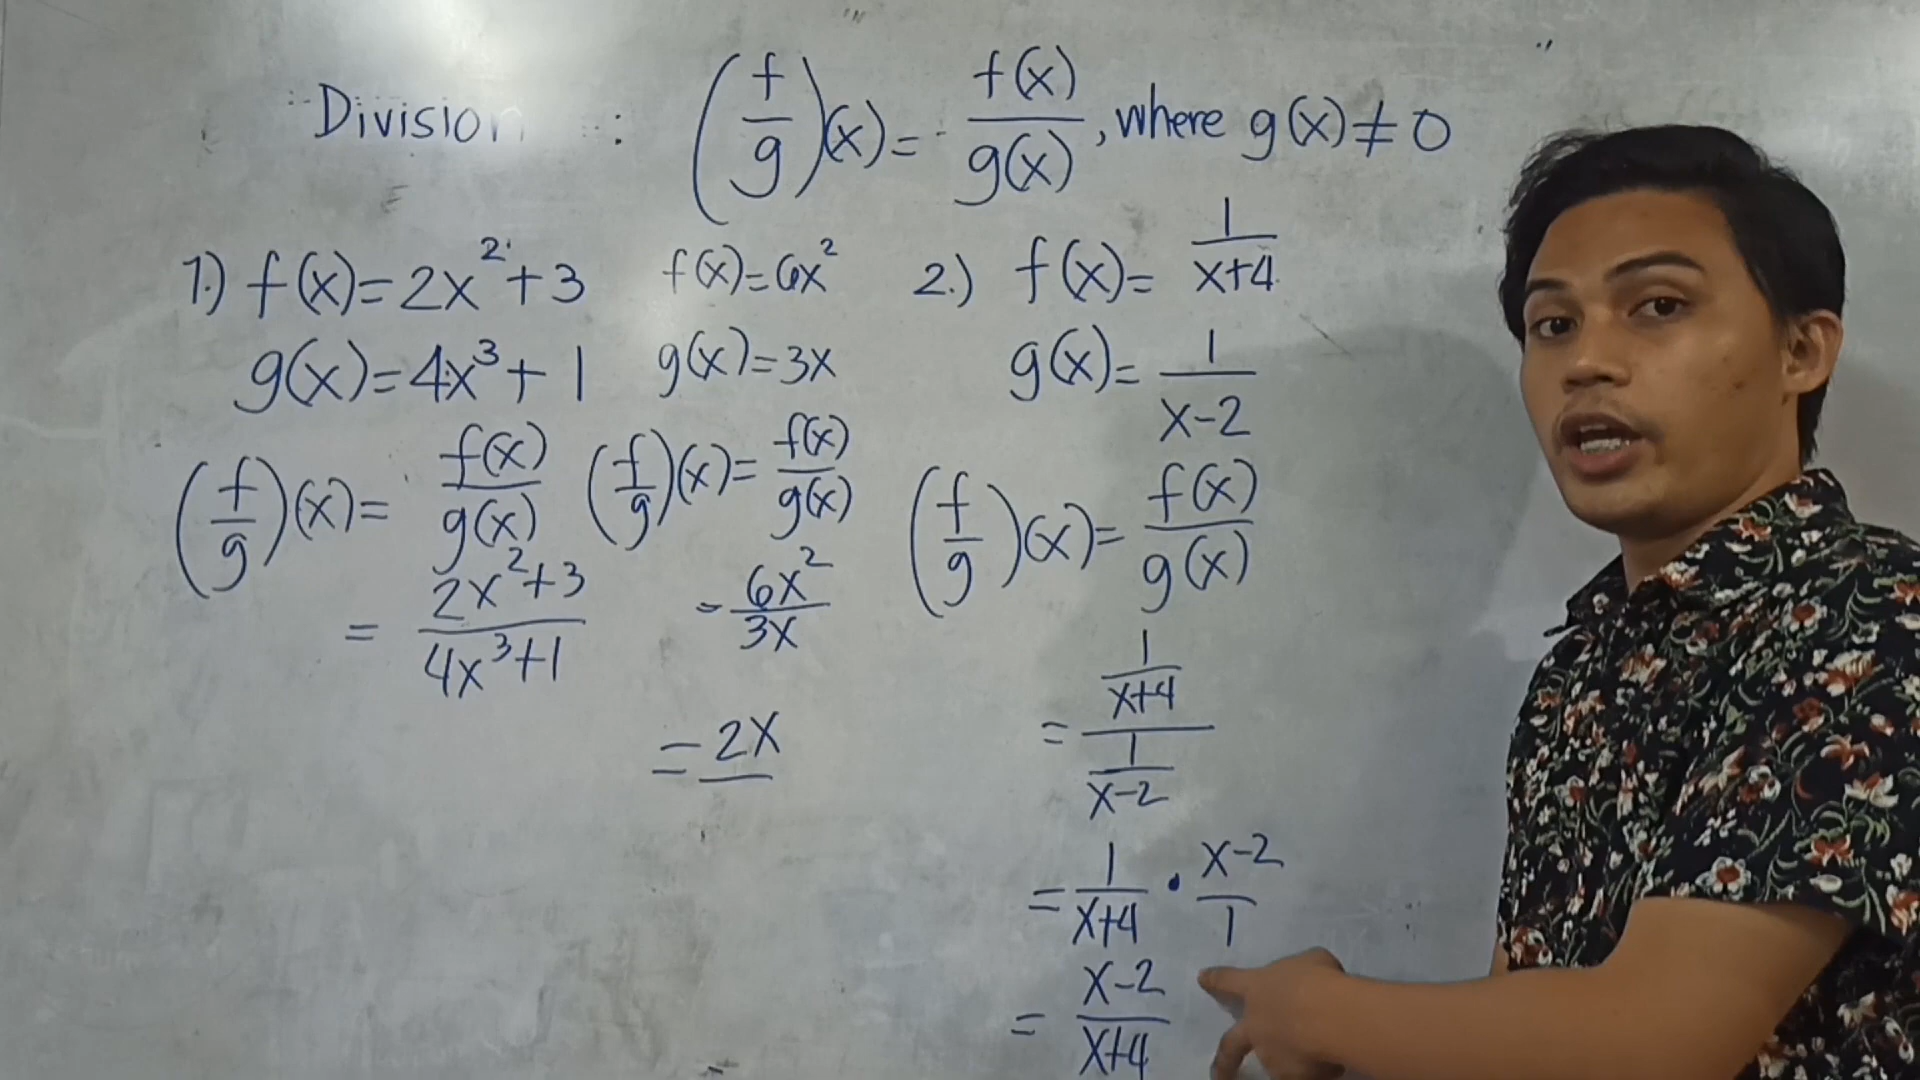 Division : (f/g)(x) = f(x)/g(x), where g(x) ≠ 0
1.) f(x) = 2x² + 3
g(x) = 4x³ + 1
(f/g)(x) = f(x)/g(x)
= 2x² + 3/4x³ + 1
f(x) = 6x²
g(x) = 3x
(f/g)(x) = f(x)/g(x)
= 6x²/3x
= 2x
2.) f(x) = 1/x+4
g(x) = 1/x-2
(f/g)(x) = f(x)/g(x)
= 1/x+4/1/x-2
= 1/x+4 · x-2/1
= x-2/x+4